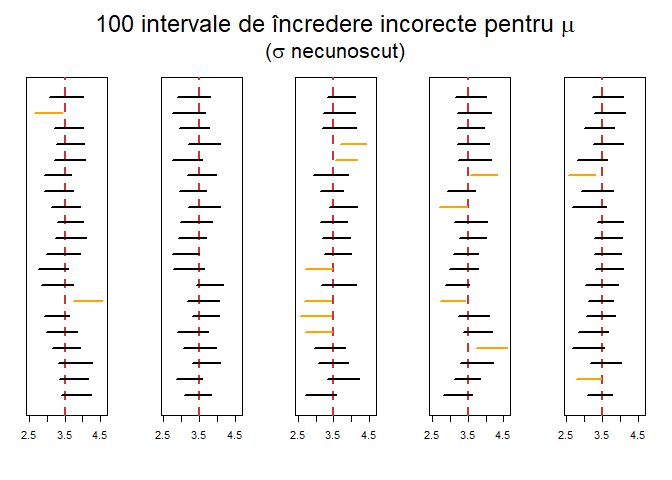 100 intervale de încredere incorecte pentru μ
(σ necunoscut)
2.5 3.5 4.5 2.5 3.5 4.5 2.5 3.5 4.5 2.5 3.5 4.5 2.5 3.5 4.5